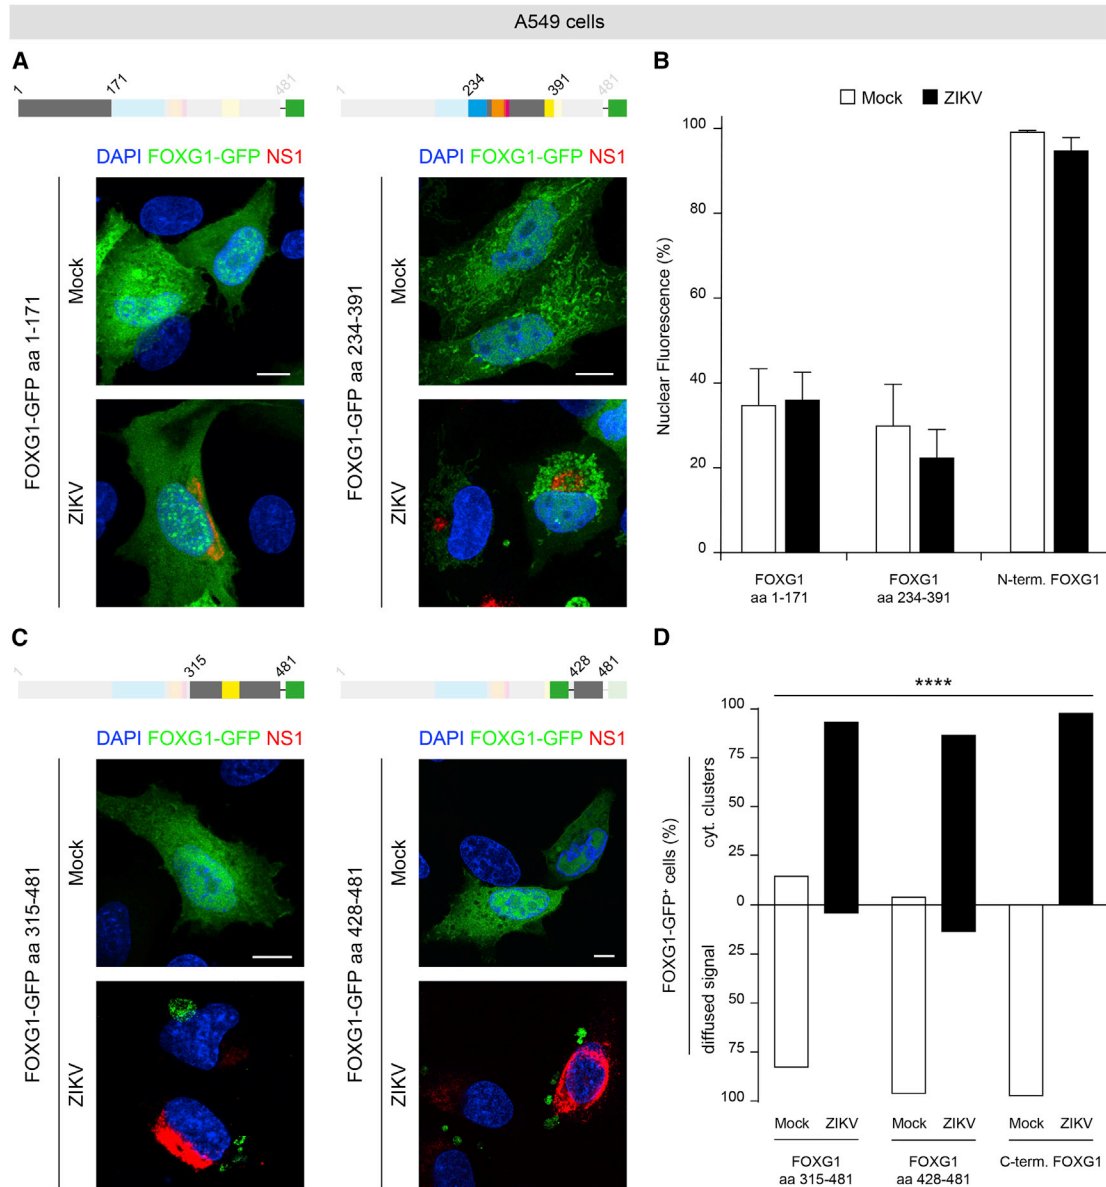 A549 cells
A
1 171 481
1 234 391 481
DAPI FOXG1-GFP NS1
DAPI FOXG1-GFP NS1
FOXG1-GFP aa 1-171
Mock
ZIKV
FOXG1-GFP aa 234-391
Mock
ZIKV
B
Mock ZIKV
Nuclear Fluorescence (%)
100
80
60
40
20
0
FOXG1
aa 1-171
FOXG1
aa 234-391
N-term. FOXG1
C
1 315 481
1 428 481
DAPI FOXG1-GFP NS1
DAPI FOXG1-GFP NS1
FOXG1-GFP aa 315-481
Mock
ZIKV
FOXG1-GFP aa 428-481
Mock
ZIKV
D
****
FOXG1-GFP⁺ cells (%)
cyt. clusters
diffused signal
100
75
50
25
0
25
50
75
100
Mock ZIKV Mock ZIKV Mock ZIKV
FOXG1
aa 315-481
FOXG1
aa 428-481
C-term. FOXG1